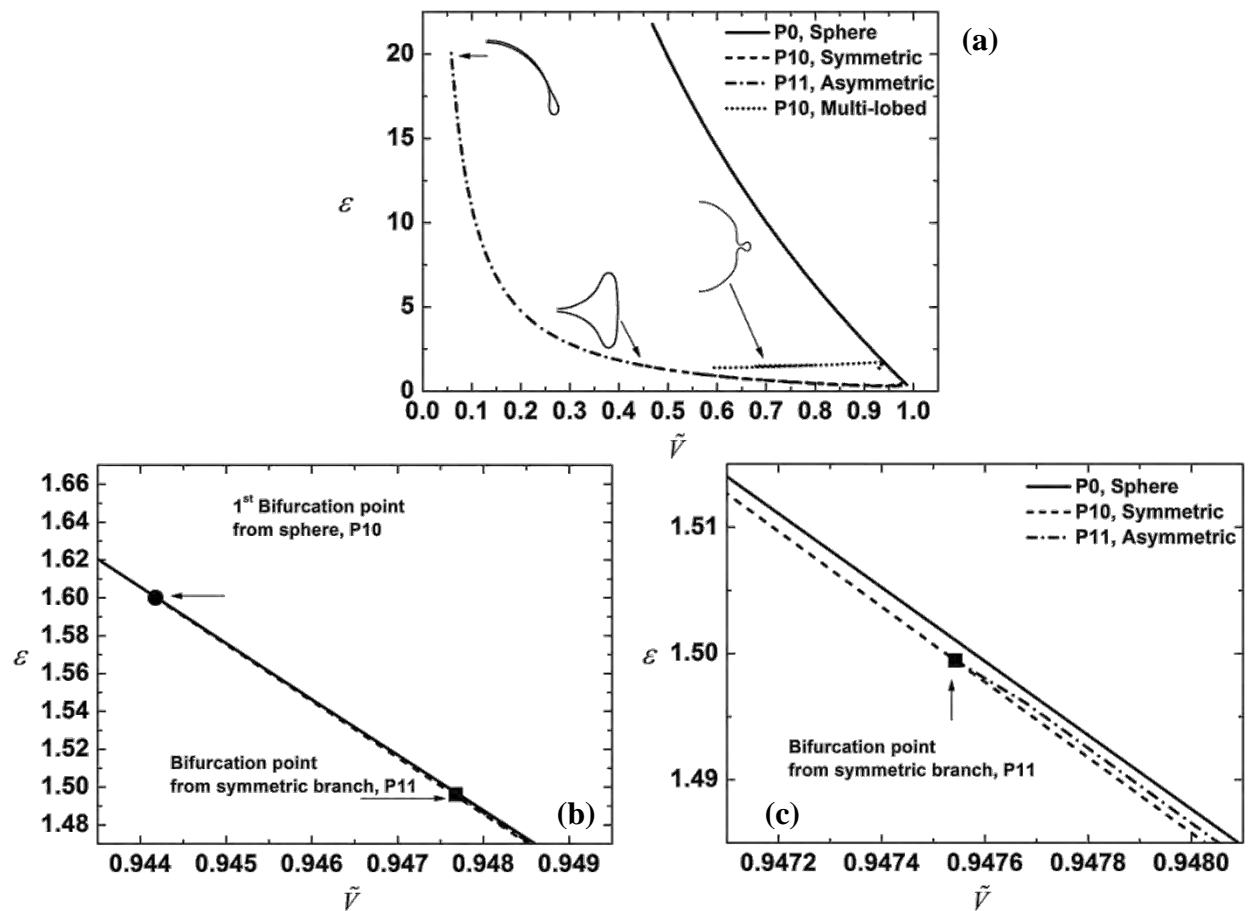 (a)
P0, Sphere
P10, Symmetric
P11, Asymmetric
P10, Multi-lobed
20
15
10
5
0
ε
0.0 0.1 0.2 0.3 0.4 0.5 0.6 0.7 0.8 0.9 1.0
Ṽ
1.66
1.64
1.62
1.60
1.58
1.56
1.54
1.52
1.50
1.48
ε
1st Bifurcation point
from sphere, P10
Bifurcation point
from symmetric branch, P11
(b)
0.944 0.945 0.946 0.947 0.948 0.949
Ṽ
P0, Sphere
P10, Symmetric
P11, Asymmetric
1.51
1.50
1.49
ε
Bifurcation point
from symmetric branch, P11
(c)
0.9472 0.9474 0.9476 0.9478 0.9480
Ṽ